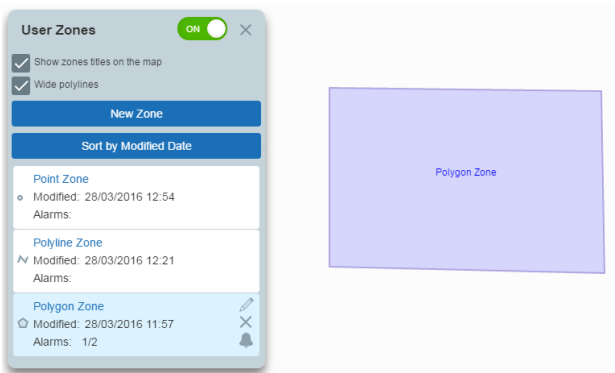 User Zones
ON
Show zones titles on the map
Wide polylines
New Zone
Sort by Modified Date
Point Zone
Modified: 28/03/2016 12:54
Alarms:
Polyline Zone
Modified: 28/03/2016 12:21
Alarms:
Polygon Zone
Modified: 28/03/2016 11:57
Alarms: 1/2
Polygon Zone